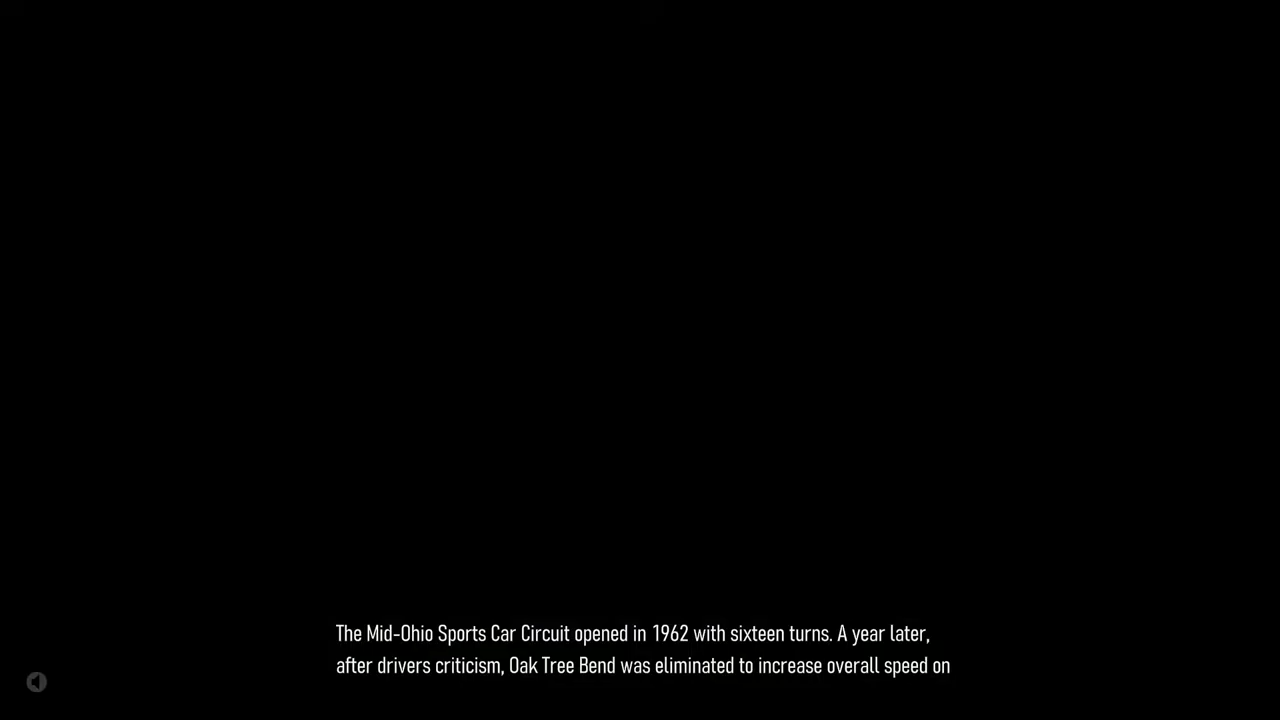 The Mid-Ohio Sports Car Circuit opened in 1962 with sixteen turns. A year later,
after drivers criticism, Oak Tree Bend was eliminated to increase overall speed on